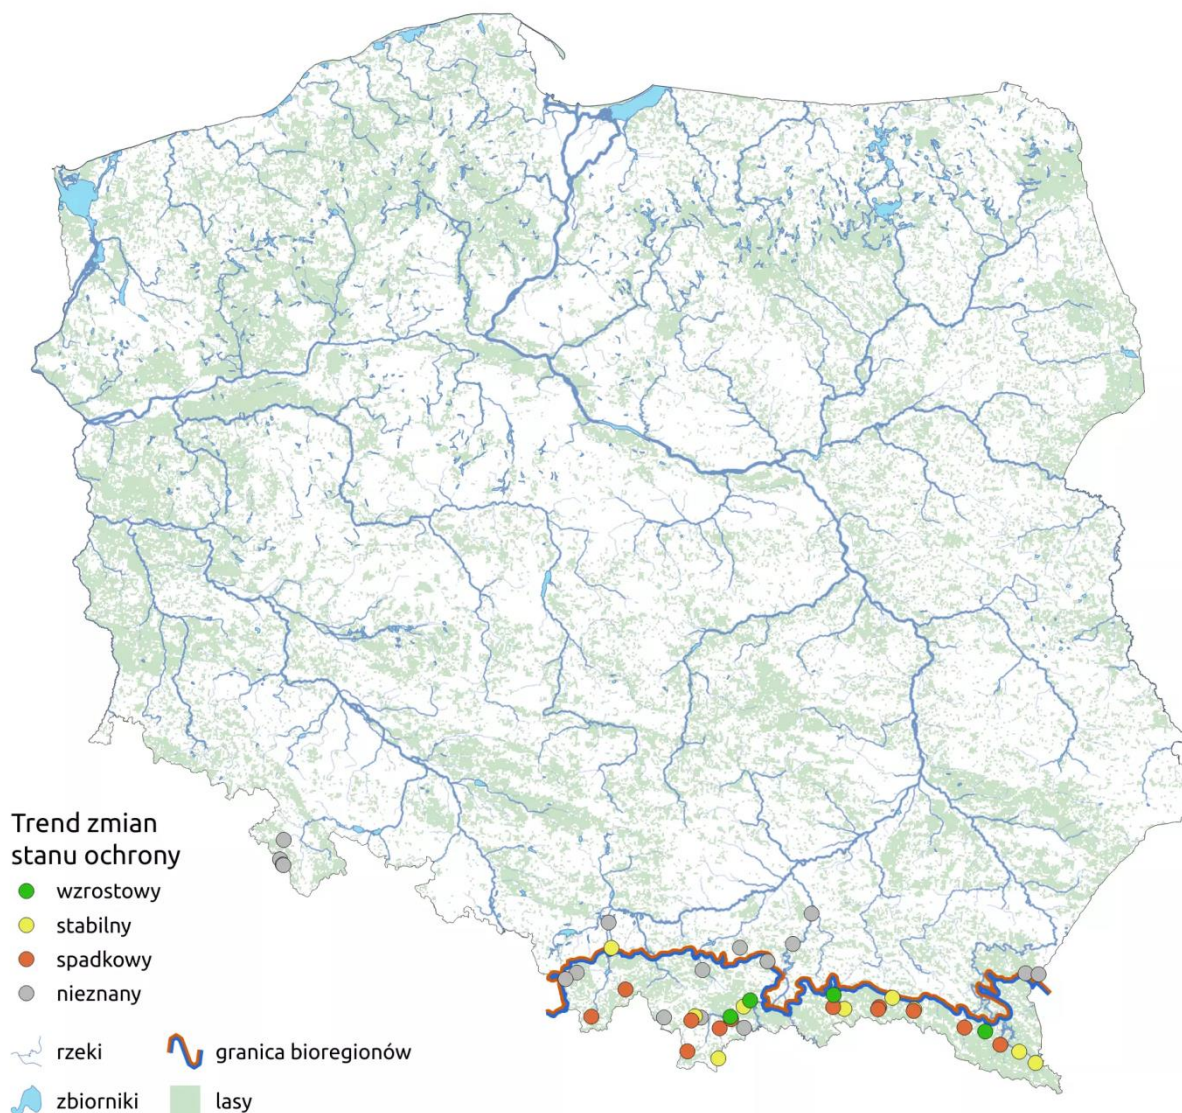 Trend zmian
stanu ochrony
wzrostowy
stabilny
spadkowy
nieznany
rzeki
granica bioregionów
zbiorniki
lasy